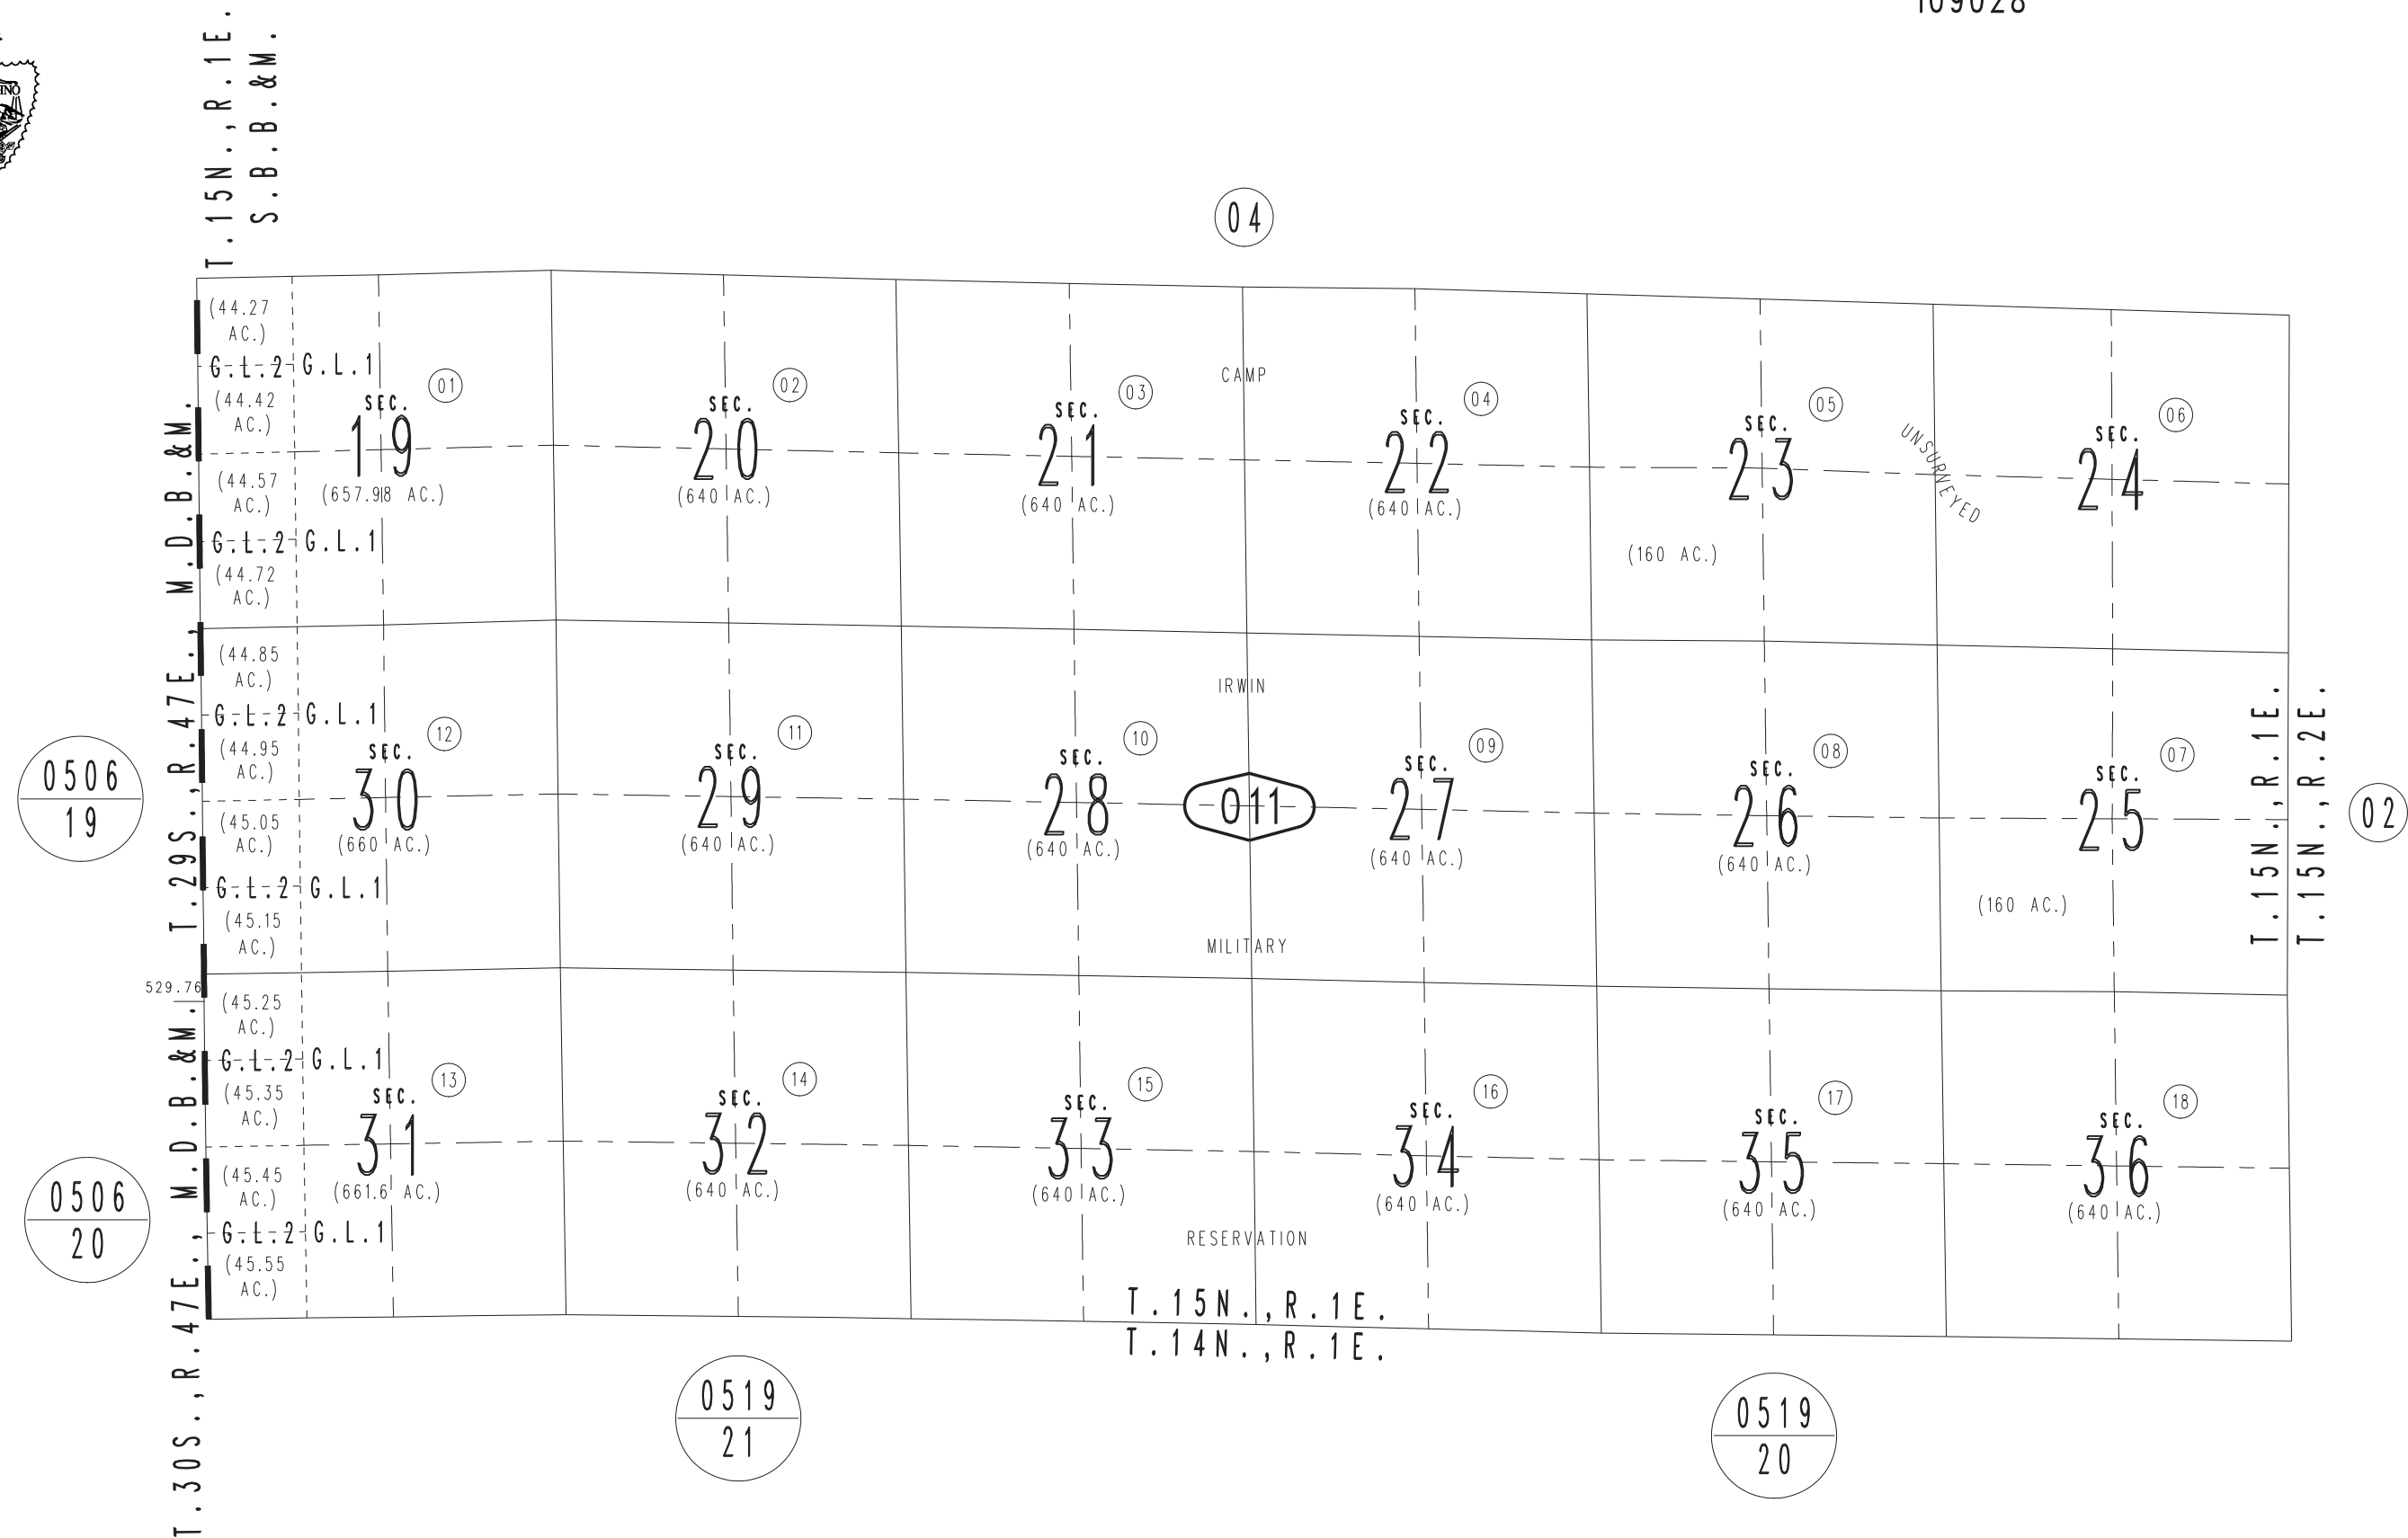 109028
T.15N.,R.1E.
S.B.B.&M.
04
(44.27
AC.)
G.L.2 G.L.1
(44.42
AC.)
(44.57
AC.)
G.L.2 G.L.1
(44.72
AC.)
01
SEC.
19
(657.98 AC.)
02
SEC.
20
(640 AC.)
03
SEC.
21
(640 AC.)
CAMP
04
SEC.
22
(640 AC.)
05
SEC.
23
(160 AC.)
UNSURVEYED
06
SEC.
24
T.29S.,R.47E., M.D.B.&M.
0506
19
(44.85
AC.)
G.L.2 G.L.1
(44.95
AC.)
(45.05
AC.)
G.L.2 G.L.1
(45.15
AC.)
12
SEC.
30
(660 AC.)
11
SEC.
29
(640 AC.)
10
SEC.
28
(640 AC.)
IRWIN
011
MILITARY
09
SEC.
27
(640 AC.)
08
SEC.
26
(640 AC.)
07
SEC.
25
(160 AC.)
T.15N.,R.1E.
T.15N.,R.2E.
02
529.76
T.30S.,R.47E., M.D.B.&M.
0506
20
(45.25
AC.)
G.L.2 G.L.1
(45.35
AC.)
(45.45
AC.)
G.L.2 G.L.1
(45.55
AC.)
13
SEC.
31
(661.6 AC.)
14
SEC.
32
(640 AC.)
15
SEC.
33
(640 AC.)
RESERVATION
16
SEC.
34
(640 AC.)
17
SEC.
35
(640 AC.)
18
SEC.
36
(640 AC.)
T.15N.,R.1E.
T.14N.,R.1E.
0519
21
0519
20